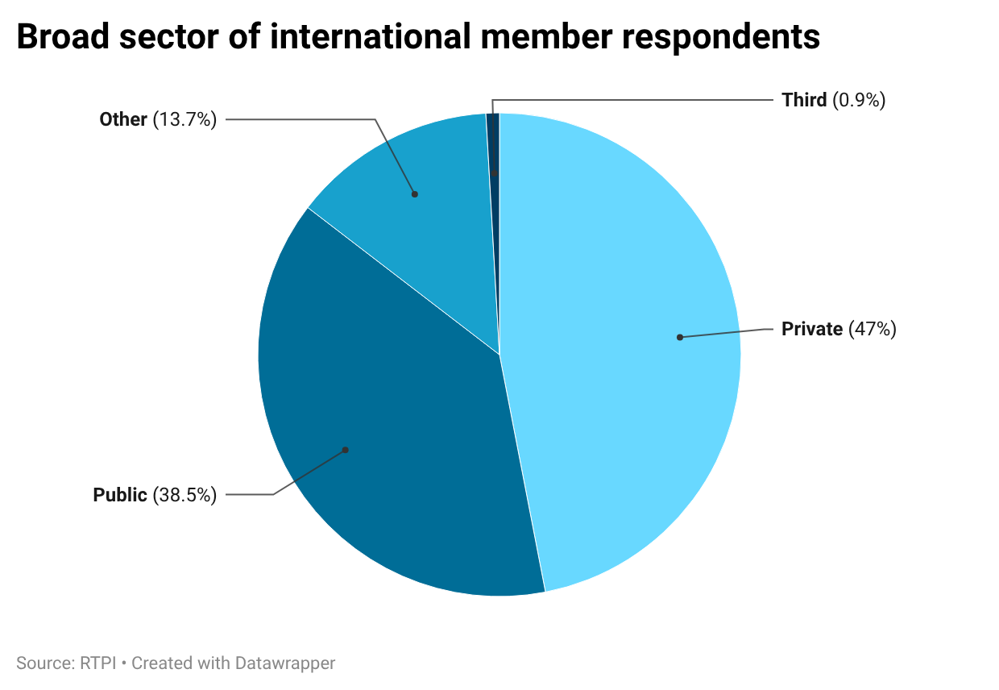 Broad sector of international member respondents
Third (0.9%)
Other (13.7%)
Private (47%)
Public (38.5%)
Source: RTPI • Created with Datawrapper